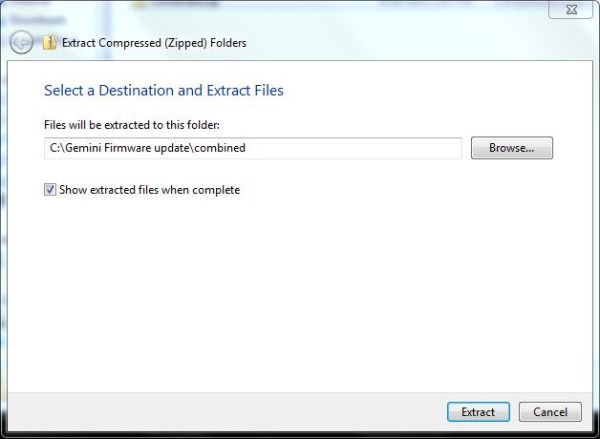 Extract Compressed (Zipped) Folders
Select a Destination and Extract Files
Files will be extracted to this folder:
C:\Gemini Firmware update\combined
Browse...
Show extracted files when complete
Extract
Cancel